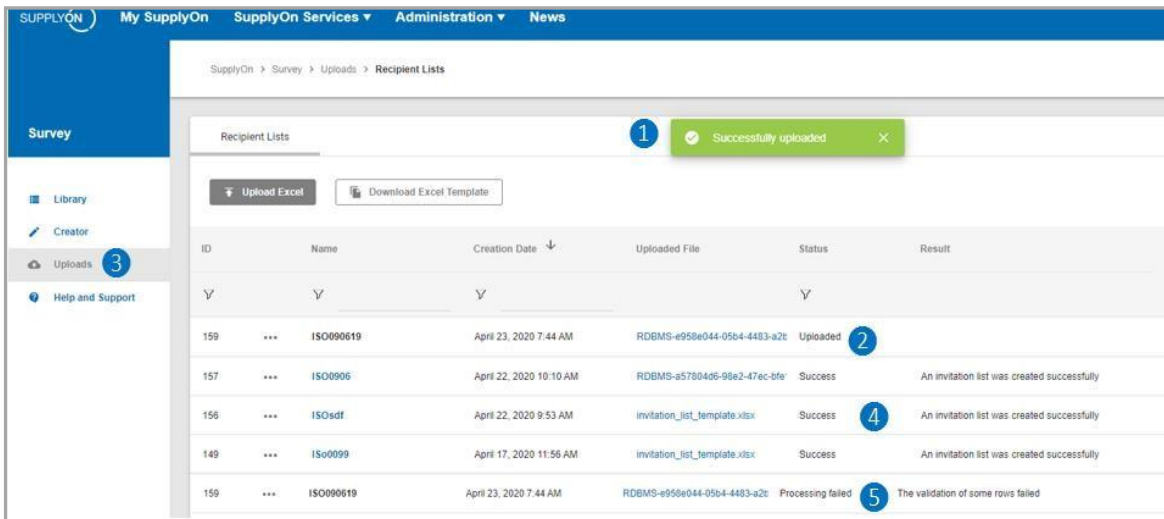 SUPPLYON My SupplyOn SupplyOn Services Administration News
SupplyOn > Survey > Uploads > Recipient Lists
Survey
Recipient Lists
1 Successfully uploaded
Upload Excel Download Excel Template
Library
Creator
Uploads 3
Help and Support
ID Name Creation Date Uploaded File Status Result
159 ISO090619 April 23, 2020 7:44 AM RDBMS-e958e044-05b4-4483-a2b Uploaded 2
157 ISO0906 April 22, 2020 10:10 AM RDBMS-a57804d6-98e2-47ec-bfe Success An invitation list was created successfully
156 ISOsdf April 22, 2020 9:53 AM invitation_list_template.xlsx Success 4 An invitation list was created successfully
149 ISo0099 April 17, 2020 11:56 AM invitation_list_template.xlsx Success An invitation list was created successfully
159 ISO090619 April 23, 2020 7:44 AM RDBMS-e958e044-05b4-4483-a2b Processing failed 5 The validation of some rows failed